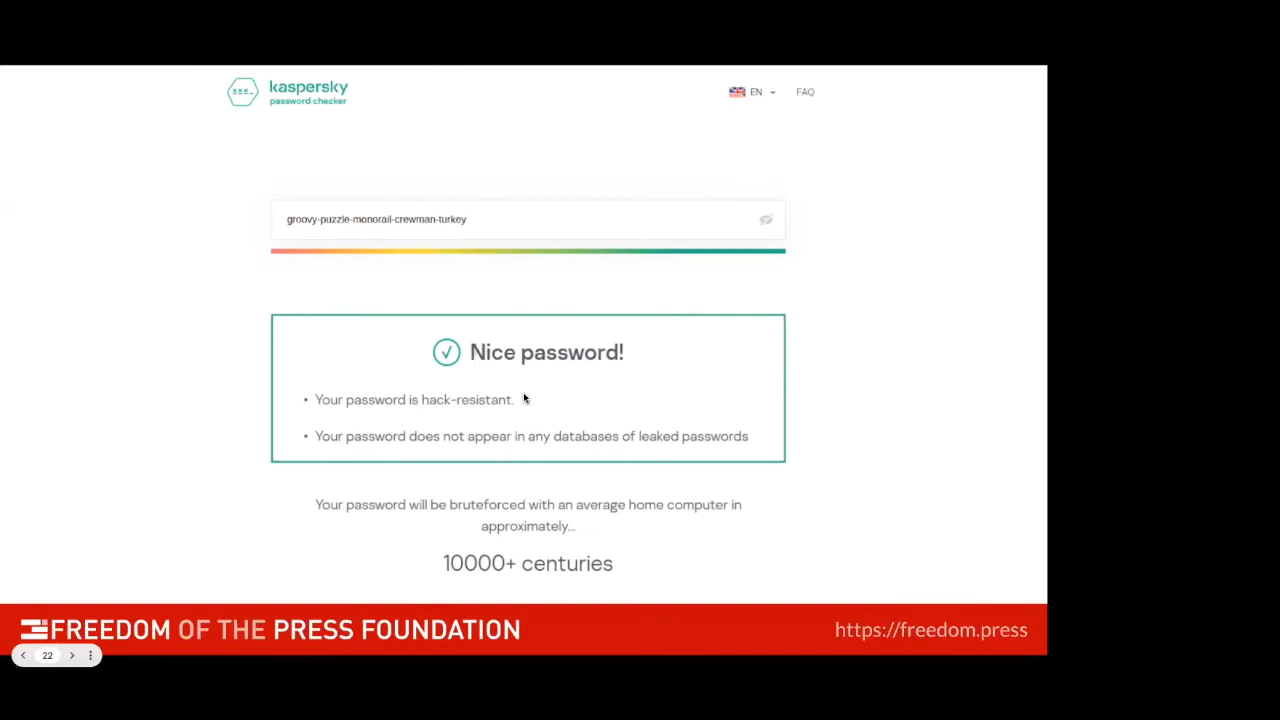 kaspersky
password checker
EN
FAQ
groovy-puzzle-monorail-crewman-turkey
Nice password!
• Your password is hack-resistant.
• Your password does not appear in any databases of leaked passwords
Your password will be bruteforced with an average home computer in
approximately...
10000+ centuries
FREEDOM OF THE PRESS FOUNDATION
https://freedom.press
22